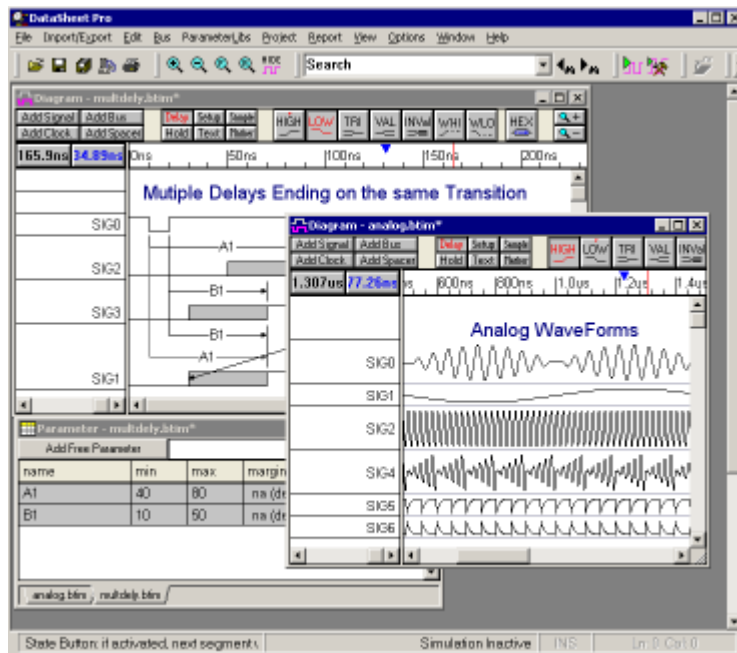 DataSheet Pro
File Import/Export Edit Bus ParameterLibs Project Report View Options Window Help
HIDE Search
Diagram - multdely.btim*
Add Signal Add Bus Delay Setup Sample HIGH LOW TRI VAL INVal WHI WLO HEX
Add Clock Add Spacer Hold Text Marker
165.9ns 34.89ns 0ns 50ns 100ns 150ns 200ns
Mutiple Delays Ending on the same Transition
SIG0
A1
SIG2
B1
SIG3
B1
A1
SIG1
Diagram - analog.btim*
Add Signal Add Bus Delay Setup Sample HIGH LOW TRI VAL INVal
Add Clock Add Spacer Hold Text Marker
1.307us 77.26ns 600ns 800ns 1.0us 1.2us 1.4us
Analog WaveForms
SIG0
SIG1
SIG2
SIG4
SIG5
SIG6
Parameter - multdely.btim*
Add Free Parameter
name min max margin
A1 40 80 na (de
B1 10 50 na (de
analog.btim multdely.btim
State Button: if activated, next segment Simulation Inactive INS Ln:0 Col:0